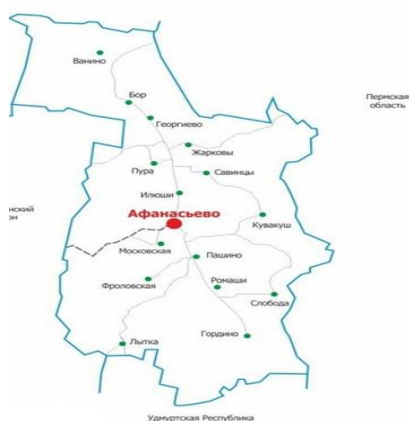 Ванино
Бор
Георгиево
Пермская
область
Жарковы
Пура
Савинцы
Илюши
нский
он
Афанасьево
Кувакуш
Московская
Пашино
Фроловская
Ромаши
Слобода
Гордино
Лытка
Удмуртская Республика